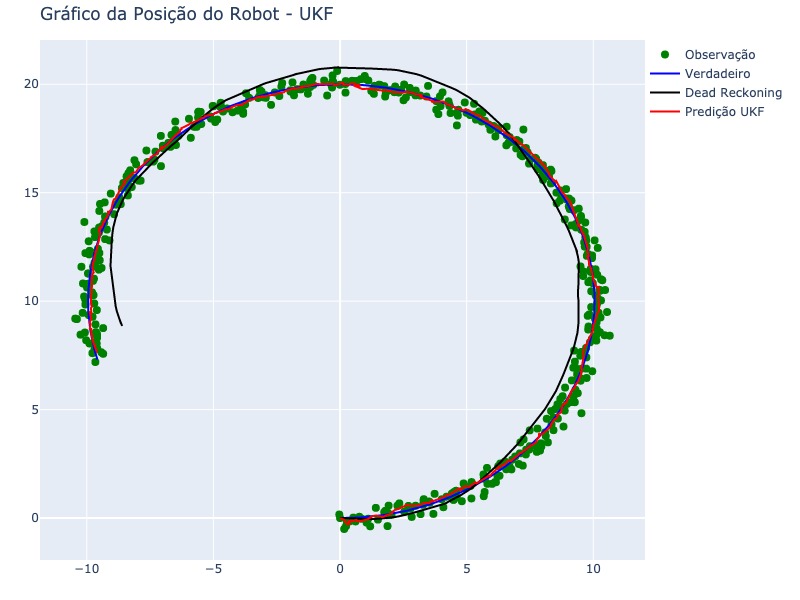 Gráfico da Posição do Robot - UKF
Observação
Verdadeiro
Dead Reckoning
Predição UKF
20
15
10
5
0
−10
−5
0
5
10